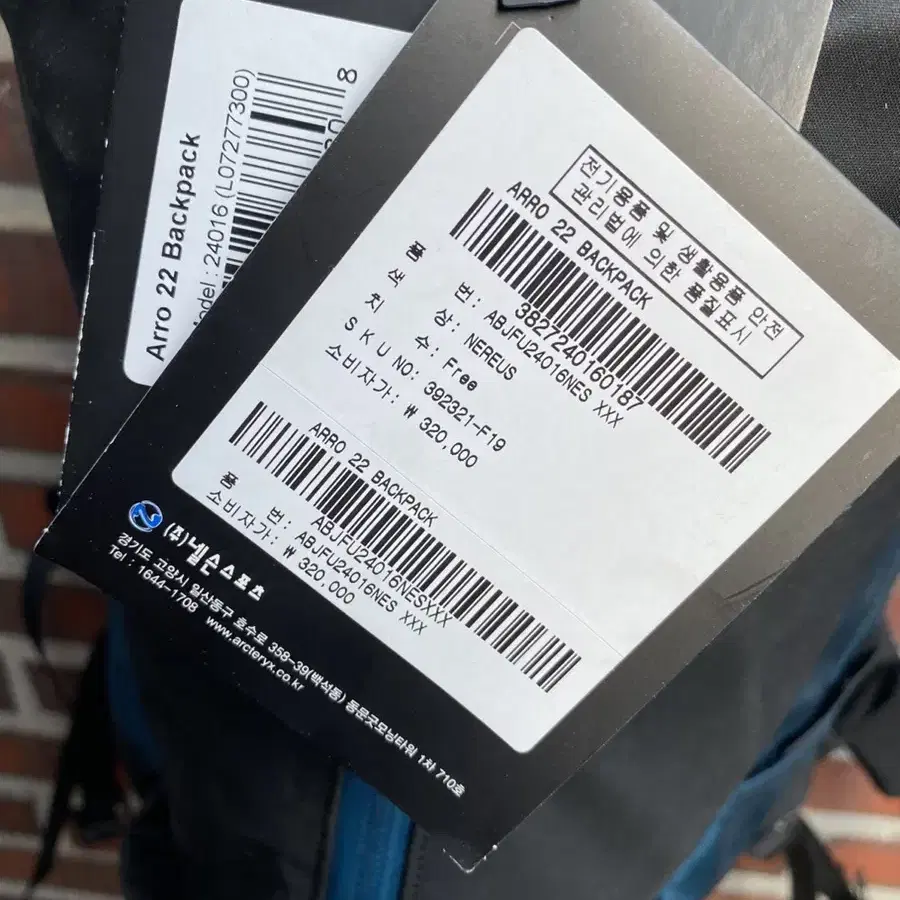 Arro 22 Backpack
Model : 24016 (L07277300)
8
전기용품 및 생활용품 안전
관리법에 의한 품질표시
ARRO 22 BACKPACK
3827240160187
품 번: ABJFU24016NES XXX
색 상: NEREUS
치 수: Free
S K U NO: 392321-F19
소비자가: ₩ 320,000
ARRO 22 BACKPACK
ABJFU24016NESXXX
품 번: ABJFU24016NES XXX
소비자가: ₩ 320,000
(주)넬슨스포츠
경기도 고양시 일산동구 호수로 358-39(백석동) 동문굿모닝타워 1차 710호
Tel : 1644-1708 www.arcteryx.co.kr